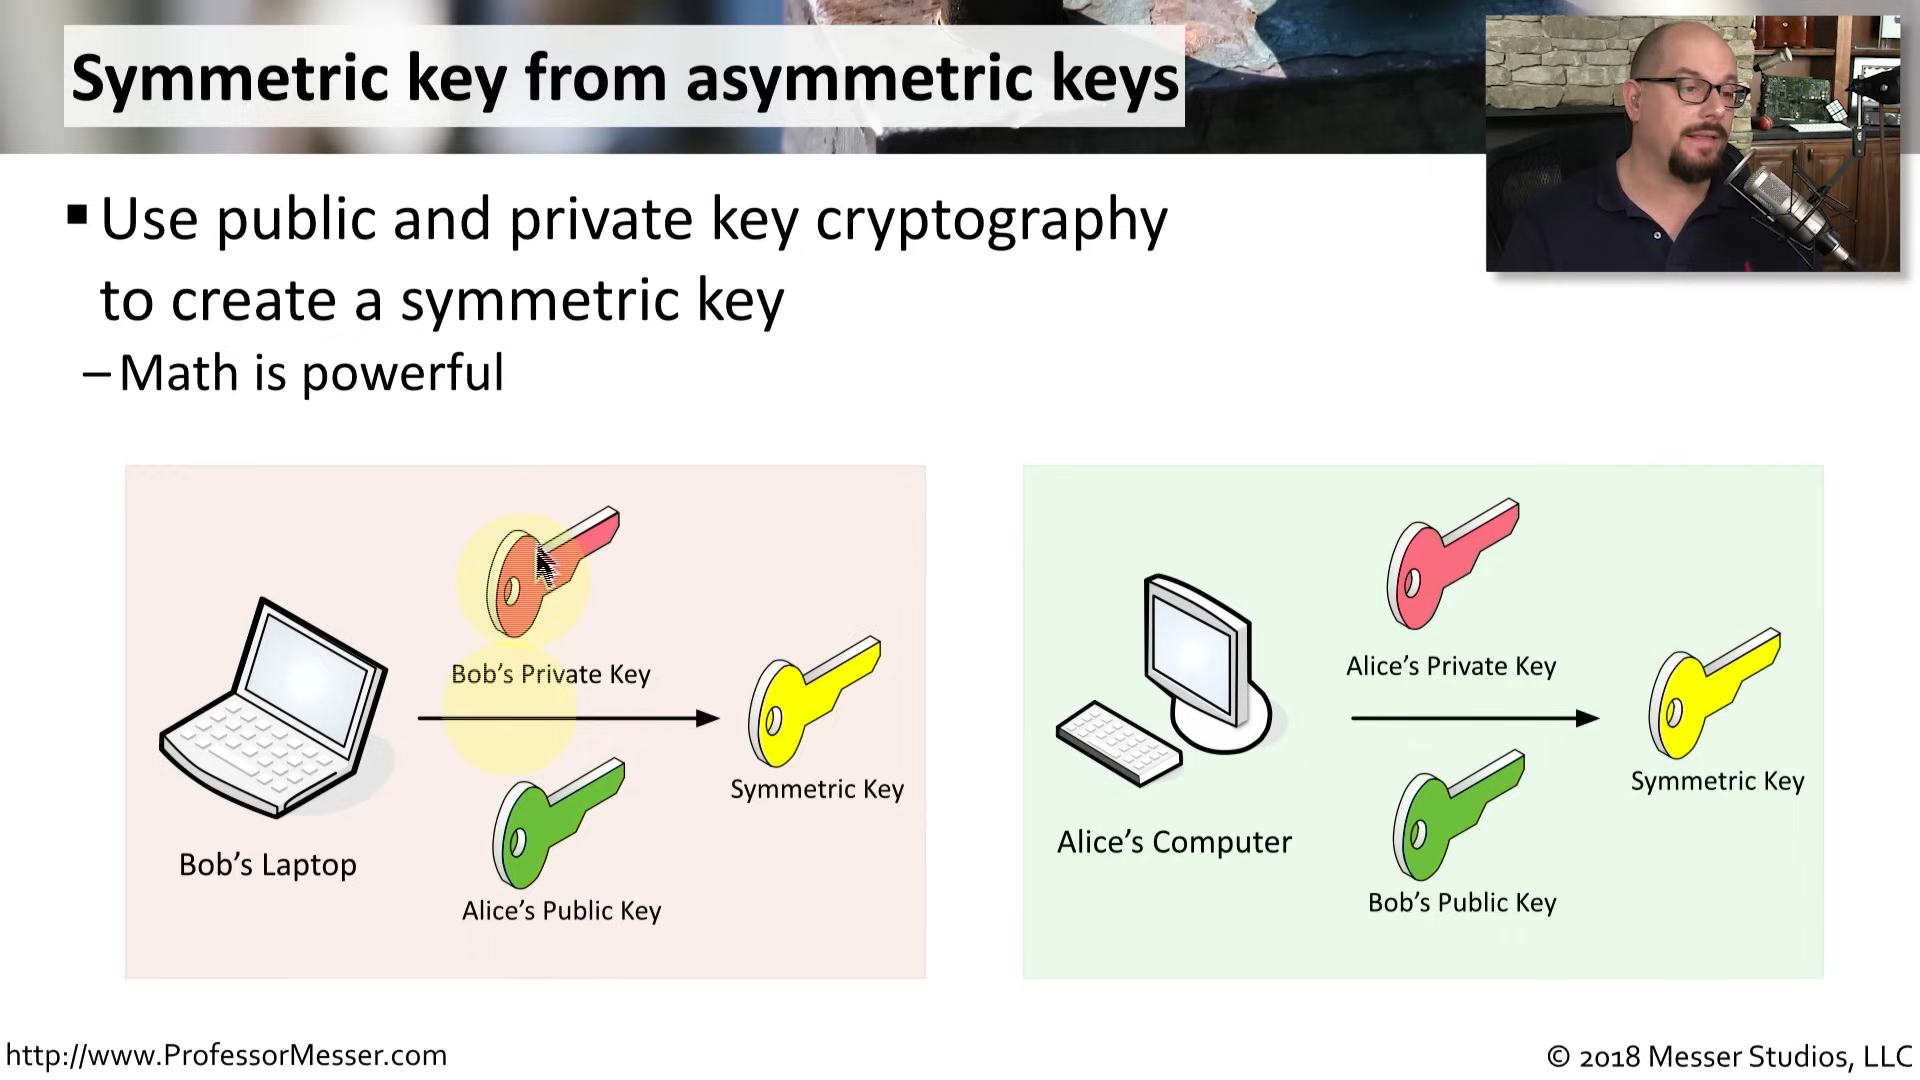 Symmetric key from asymmetric keys
▪ Use public and private key cryptography
to create a symmetric key
– Math is powerful
Bob’s Private Key
Symmetric Key
Bob’s Laptop
Alice’s Public Key
Alice’s Private Key
Symmetric Key
Alice’s Computer
Bob’s Public Key
http://www.ProfessorMesser.com
© 2018 Messer Studios, LLC